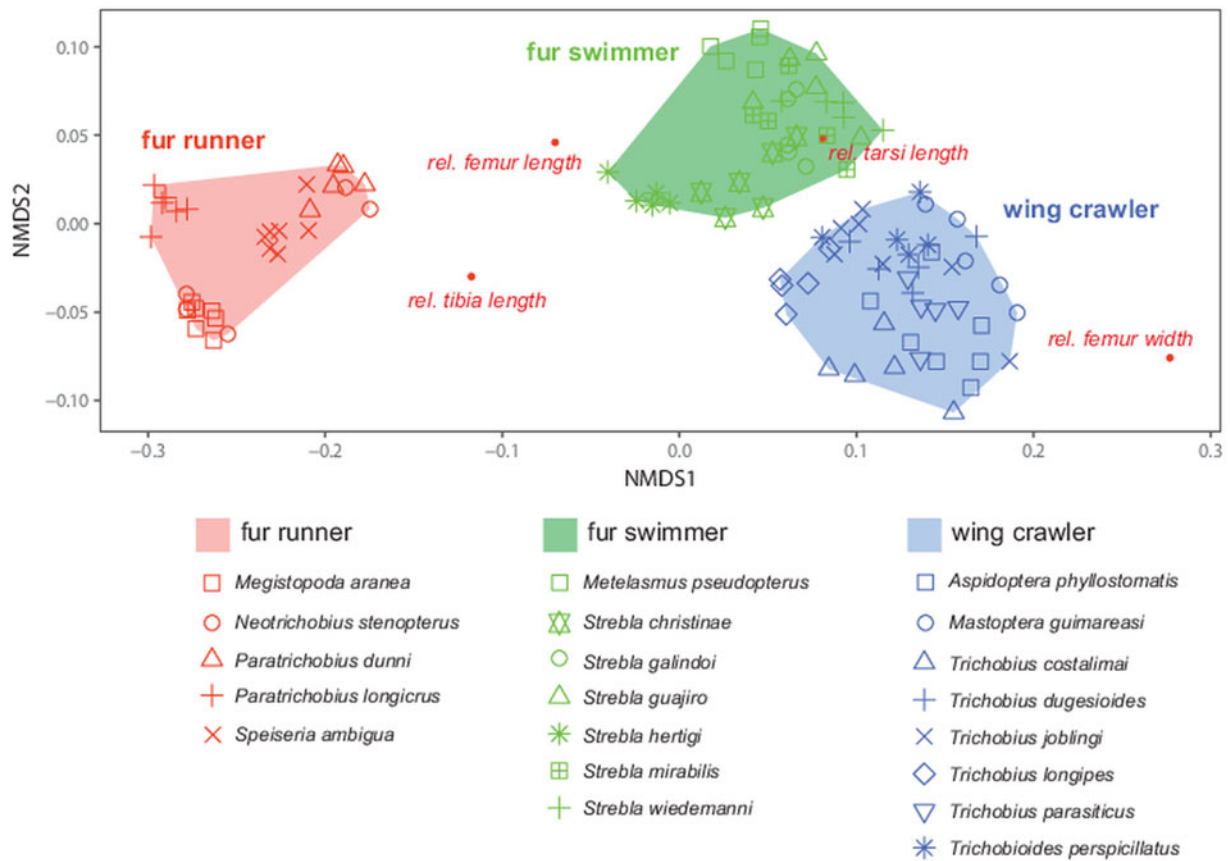 0.10
0.05
0.00
−0.05
−0.10
NMDS2
fur runner
fur swimmer
wing crawler
rel. femur length
rel. tarsi length
rel. tibia length
rel. femur width
−0.3 −0.2 −0.1 0.0 0.1 0.2 0.3
NMDS1
fur runner
Megistopoda aranea
Neotrichobius stenopterus
Paratrichobius dunni
Paratrichobius longicrus
Speiseria ambigua
fur swimmer
Metelasmus pseudopterus
Strebla christinae
Strebla galindoi
Strebla guajiro
Strebla hertigi
Strebla mirabilis
Strebla wiedemanni
wing crawler
Aspidoptera phyllostomatis
Mastoptera guimareasi
Trichobius costalimai
Trichobius dugesioides
Trichobius joblingi
Trichobius longipes
Trichobius parasiticus
Trichobioides perspicillatus